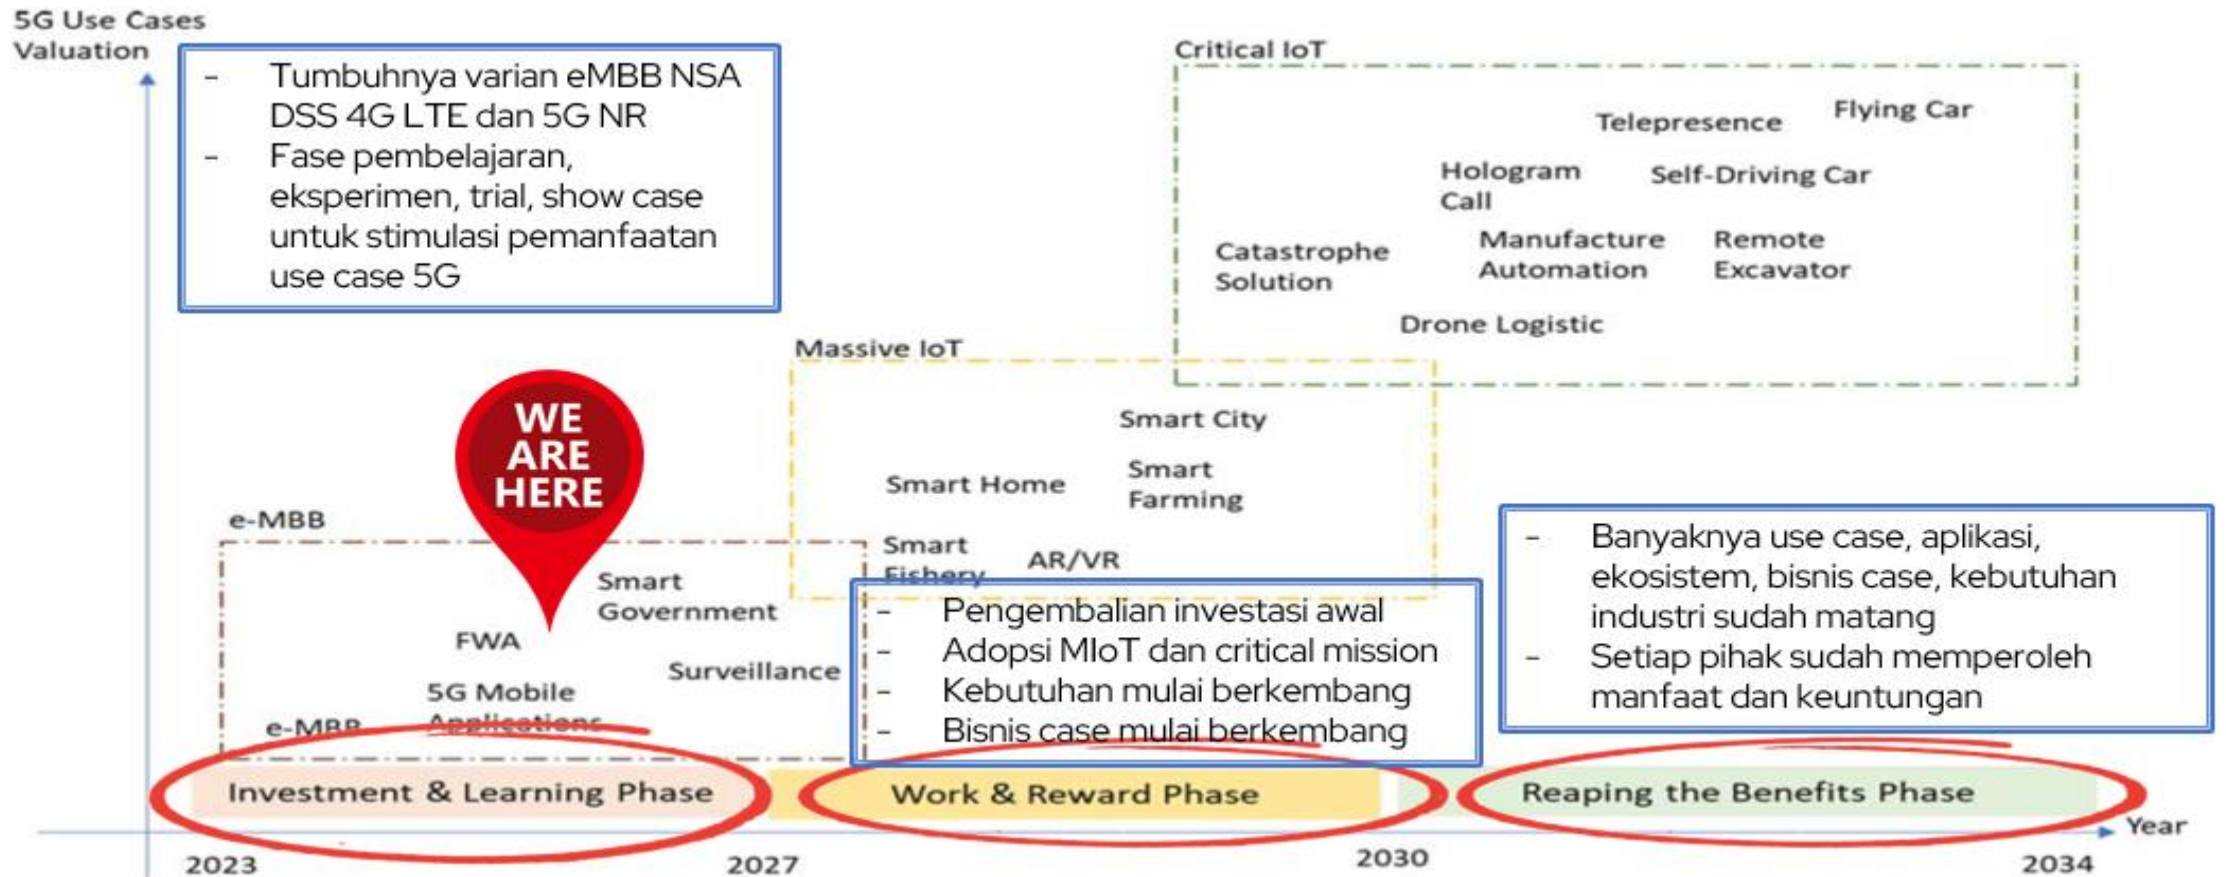 5G Use Cases
Valuation
- Tumbuhnya varian eMBB NSA
DSS 4G LTE dan 5G NR
- Fase pembelajaran,
eksperimen, trial, show case
untuk stimulasi pemanfaatan
use case 5G
Critical IoT
Telepresence
Flying Car
Hologram
Call
Self-Driving Car
Catastrophe
Solution
Manufacture
Automation
Remote
Excavator
Drone Logistic
Massive IoT
Smart City
Smart Home
Smart
Farming
Smart
Fishery
AR/VR
WE
ARE
HERE
e-MBB
Smart
Government
FWA
Surveillance
5G Mobile
Applications
e-MBB
- Pengembalian investasi awal
- Adopsi MIoT dan critical mission
- Kebutuhan mulai berkembang
- Bisnis case mulai berkembang
- Banyaknya use case, aplikasi,
ekosistem, bisnis case, kebutuhan
industri sudah matang
- Setiap pihak sudah memperoleh
manfaat dan keuntungan
Investment & Learning Phase
Work & Reward Phase
Reaping the Benefits Phase
Year
2023
2027
2030
2034